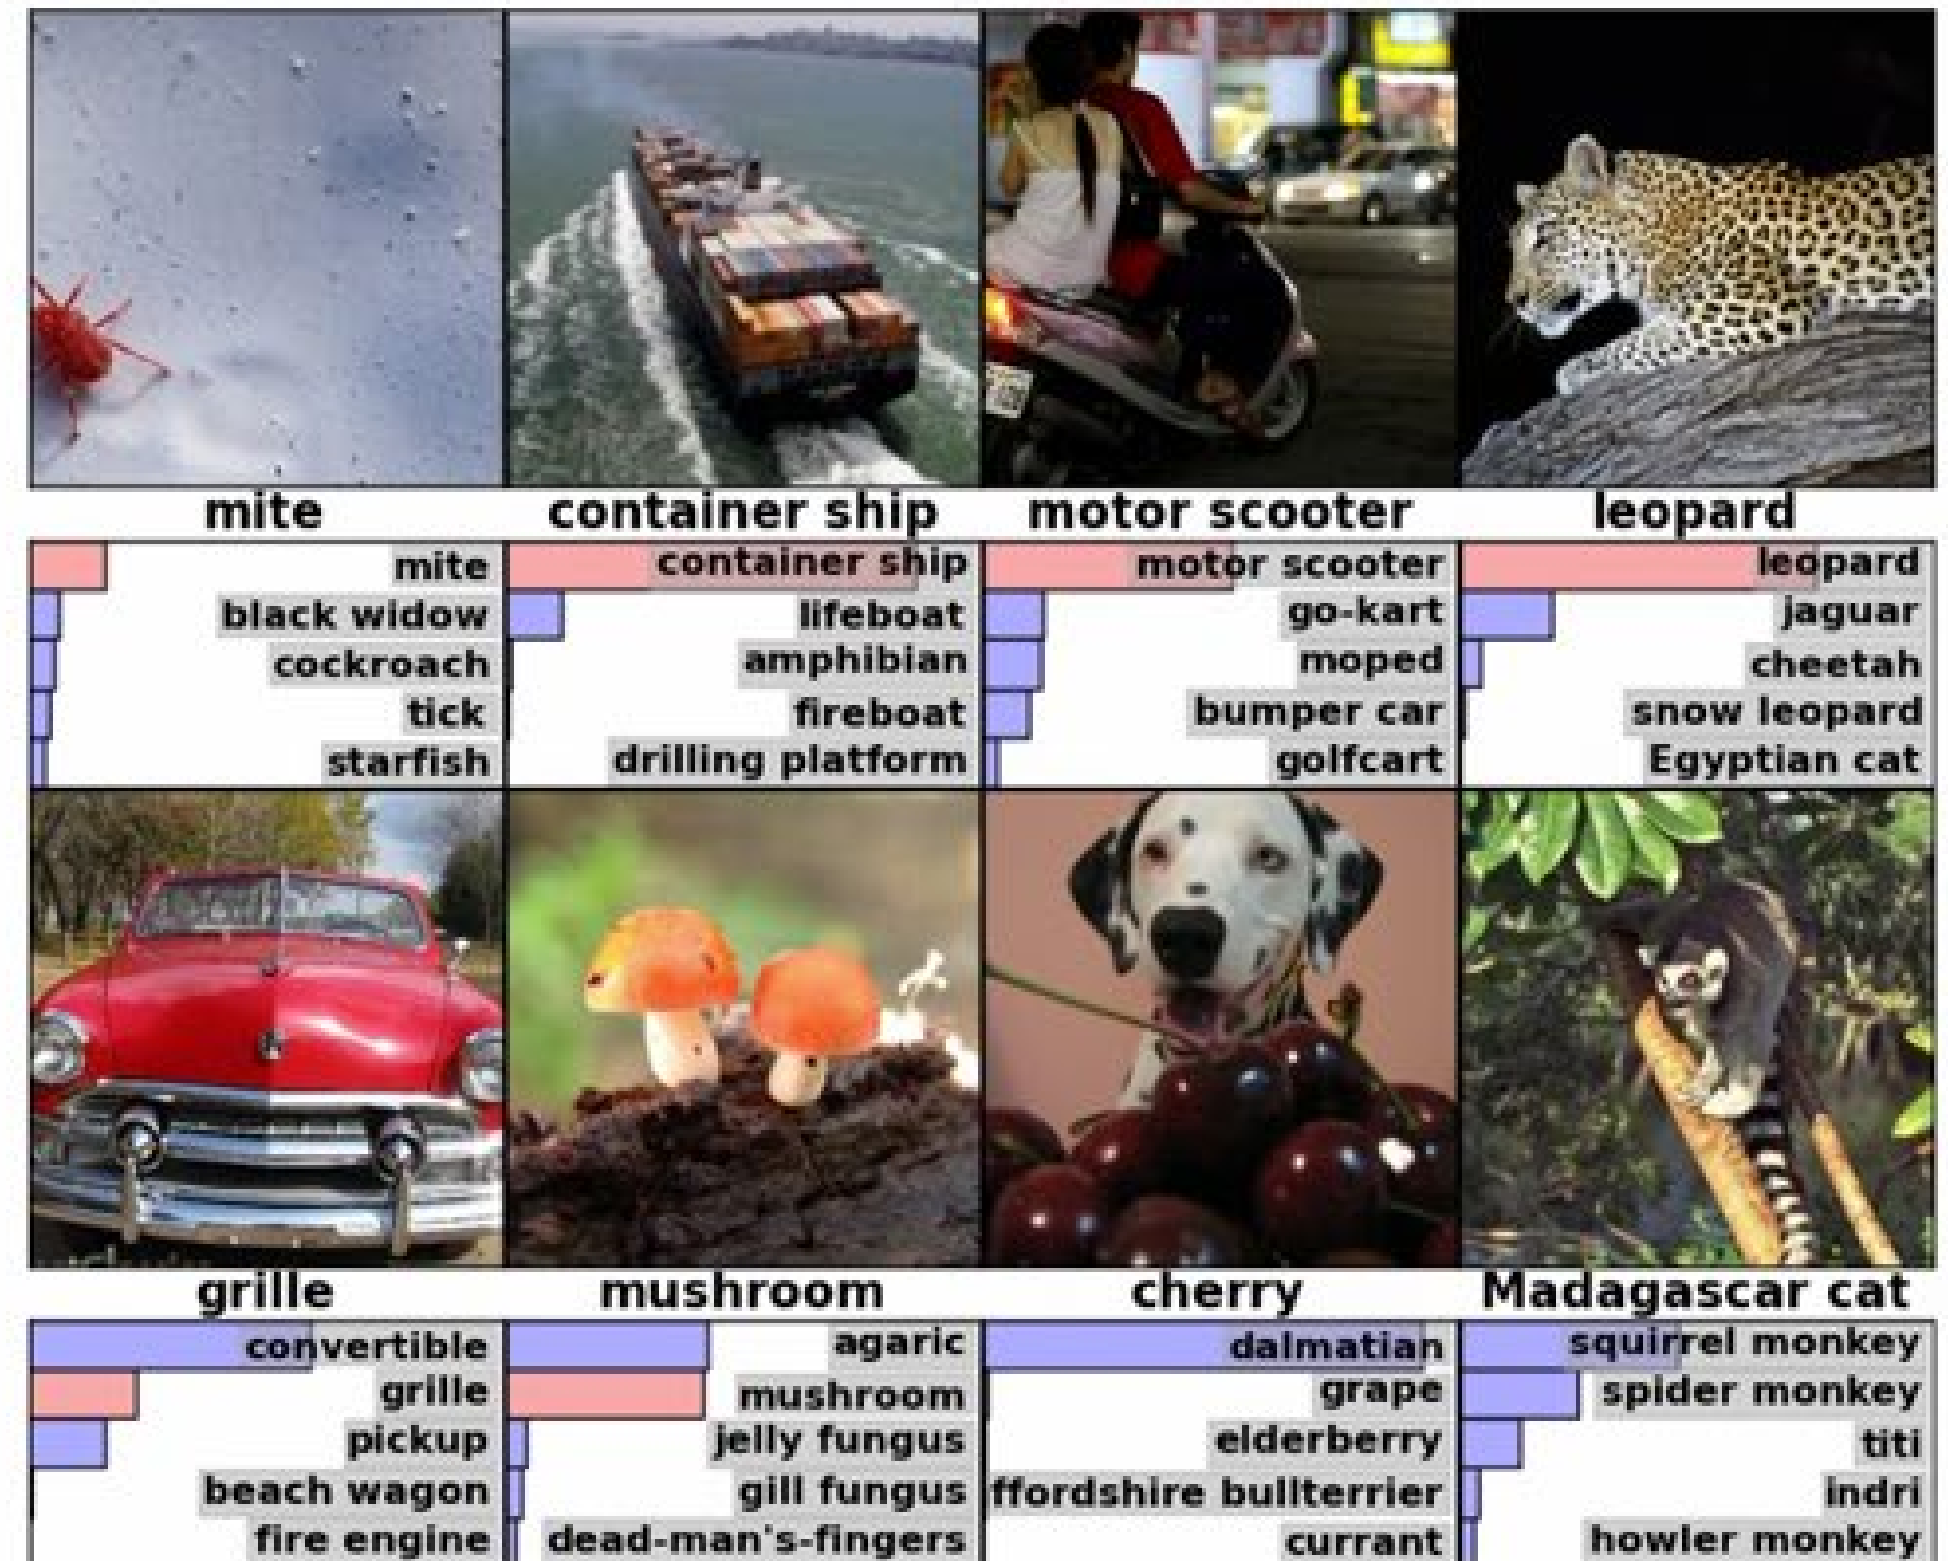 mite
container ship
motor scooter
leopard
mite
black widow
cockroach
tick
starfish
container ship
lifeboat
amphibian
fireboat
drilling platform
motor scooter
go-kart
moped
bumper car
golfcart
leopard
jaguar
cheetah
snow leopard
Egyptian cat
grille
mushroom
cherry
Madagascar cat
convertible
grille
pickup
beach wagon
fire engine
agaric
mushroom
jelly fungus
gill fungus
dead-man's-fingers
dalmatian
grape
elderberry
ffordshire bullterrier
currant
squirrel monkey
spider monkey
titi
indri
howler monkey